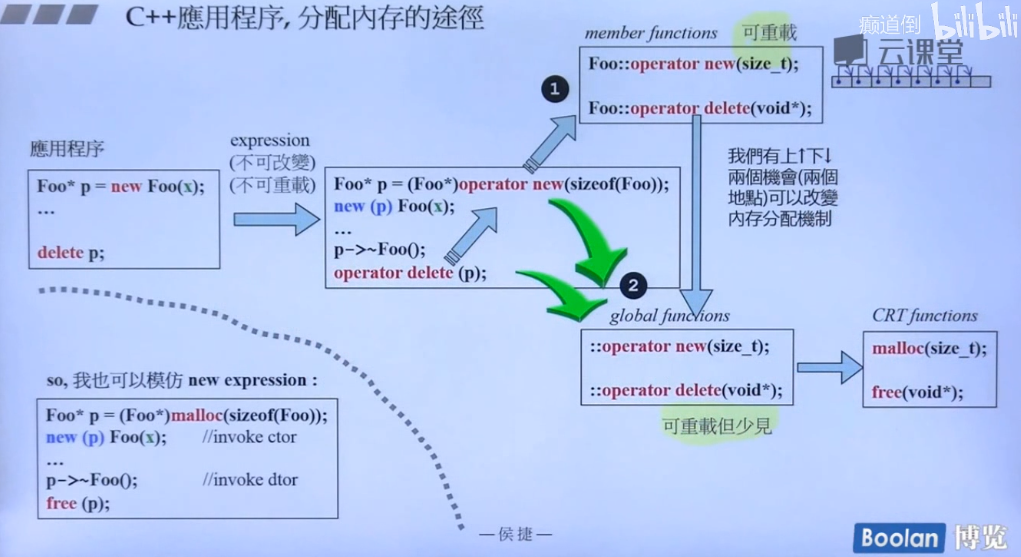 C++應用程序, 分配內存的途徑
癫道倒 bilibili
云课堂
member functions 可重載
Foo::operator new(size_t);
Foo::operator delete(void*);
1
應用程序
Foo* p = new Foo(x);
...
delete p;
expression
(不可改變)
(不可重載)
Foo* p = (Foo*)operator new(sizeof(Foo));
new (p) Foo(x);
...
p->~Foo();
operator delete (p);
我們有上↑下↓
兩個機會(兩個
地點)可以改變
內存分配機制
2
global functions
::operator new(size_t);
::operator delete(void*);
可重載但少見
CRT functions
malloc(size_t);
free(void*);
so, 我也可以模仿 new expression :
Foo* p = (Foo*)malloc(sizeof(Foo));
new (p) Foo(x); //invoke ctor
...
p->~Foo(); //invoke dtor
free (p);
—侯捷—
Boolan 博览